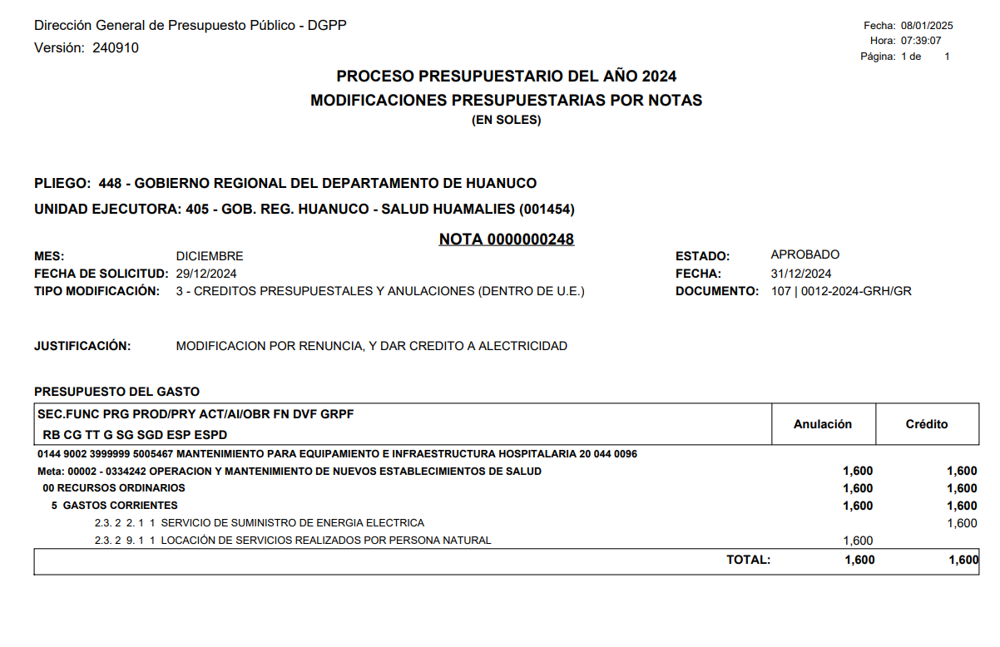 Dirección General de Presupuesto Público - DGPP
Versión: 240910
Fecha: 08/01/2025
Hora: 07:39:07
Página: 1 de 1
PROCESO PRESUPUESTARIO DEL AÑO 2024
MODIFICACIONES PRESUPUESTARIAS POR NOTAS
(EN SOLES)
PLIEGO: 448 - GOBIERNO REGIONAL DEL DEPARTAMENTO DE HUANUCO
UNIDAD EJECUTORA: 405 - GOB. REG. HUANUCO - SALUD HUAMALIES (001454)
NOTA 0000000248
MES: DICIEMBRE ESTADO: APROBADO
FECHA DE SOLICITUD: 29/12/2024 FECHA: 31/12/2024
TIPO MODIFICACIÓN: 3 - CREDITOS PRESUPUESTALES Y ANULACIONES (DENTRO DE U.E.) DOCUMENTO: 107 | 0012-2024-GRH/GR
JUSTIFICACIÓN: MODIFICACION POR RENUNCIA, Y DAR CREDITO A ALECTRICIDAD
PRESUPUESTO DEL GASTO
SEC.FUNC PRG PROD/PRY ACT/AI/OBR FN DVF GRPF
RB CG TT G SG SGD ESP ESPD
Anulación Crédito
0144 9002 3999999 5005467 MANTENIMIENTO PARA EQUIPAMIENTO E INFRAESTRUCTURA HOSPITALARIA 20 044 0096
Meta: 00002 - 0334242 OPERACION Y MANTENIMIENTO DE NUEVOS ESTABLECIMIENTOS DE SALUD 1,600 1,600
00 RECURSOS ORDINARIOS 1,600 1,600
5 GASTOS CORRIENTES 1,600 1,600
2.3. 2 2. 1 1 SERVICIO DE SUMINISTRO DE ENERGIA ELECTRICA 1,600
2.3. 2 9. 1 1 LOCACIÓN DE SERVICIOS REALIZADOS POR PERSONA NATURAL 1,600
TOTAL: 1,600 1,600